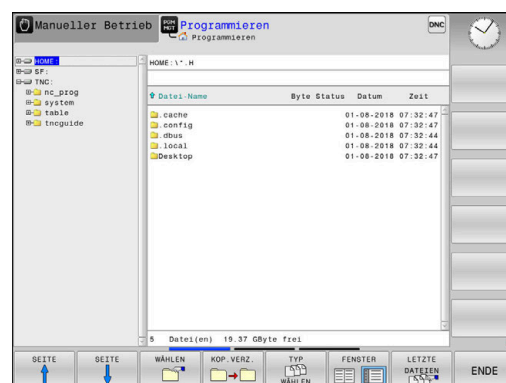 Manueller Betrieb
PGM MGT
Programmieren
Programmieren
DNC
HOME:
SF:
TNC:
nc_prog
system
table
tncguide
HOME:\*.H
Datei-Name Byte Status Datum Zeit
.cache 01-08-2018 07:32:47
.config 01-08-2018 07:32:47
.dbus 01-08-2018 07:32:44
.local 01-08-2018 07:32:44
Desktop 01-08-2018 07:32:47
5 Datei(en) 19.37 GByte frei
SEITE
SEITE
WÄHLEN
KOP.VERZ.
TYP
WÄHLEN
FENSTER
LETZTE
DATEIEN
ENDE